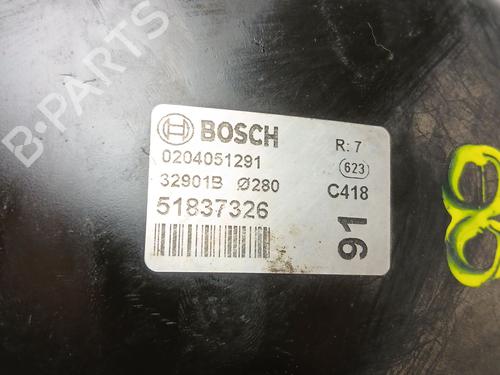 B-PARTS
BOSCH
R: 7
0204051291
623
32901B Ø280
C418
51837326
91